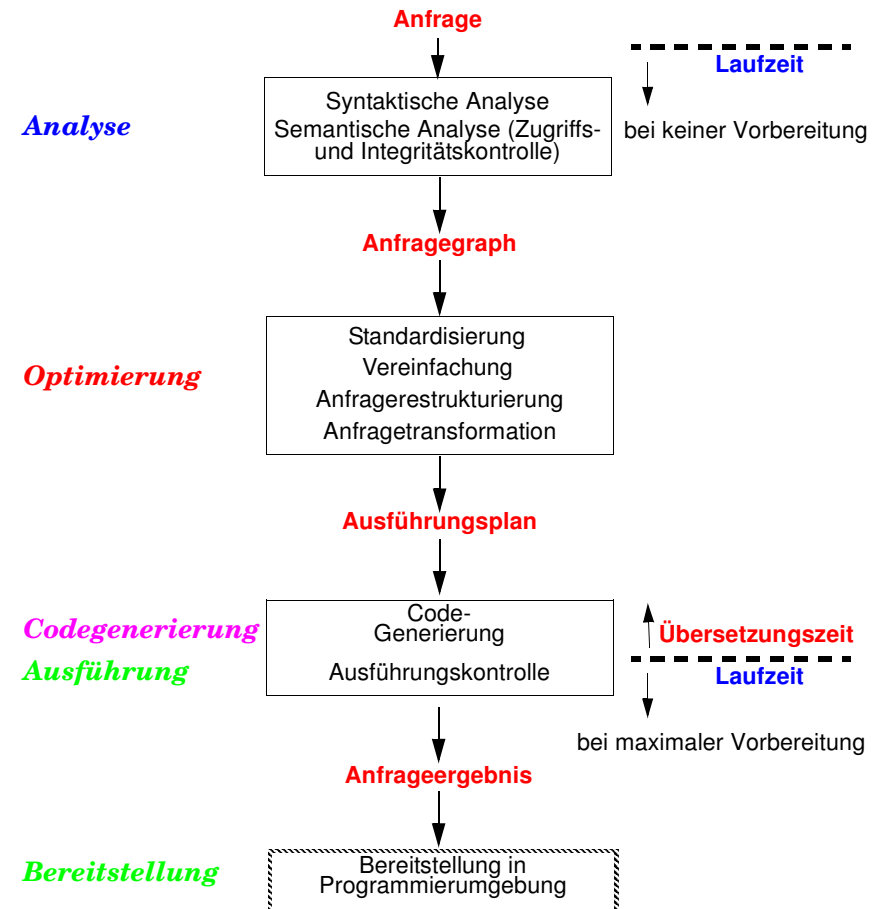 Anfrage
Laufzeit
Analyse
Syntaktische Analyse
Semantische Analyse (Zugriffs-
und Integritätskontrolle)
bei keiner Vorbereitung
Anfragegraph
Optimierung
Standardisierung
Vereinfachung
Anfragerestrukturierung
Anfragetransformation
Ausführungsplan
Codegenerierung
Code-
Generierung
Übersetzungszeit
Ausführung
Ausführungskontrolle
Laufzeit
bei maximaler Vorbereitung
Anfrageergebnis
Bereitstellung
Bereitstellung in
Programmierumgebung